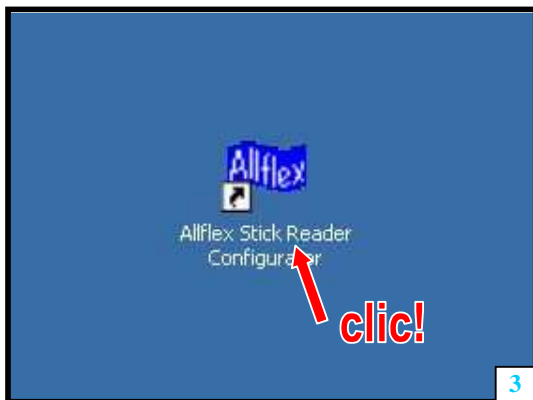 Allflex
Allflex Stick Reader
Configurator
clic!
3